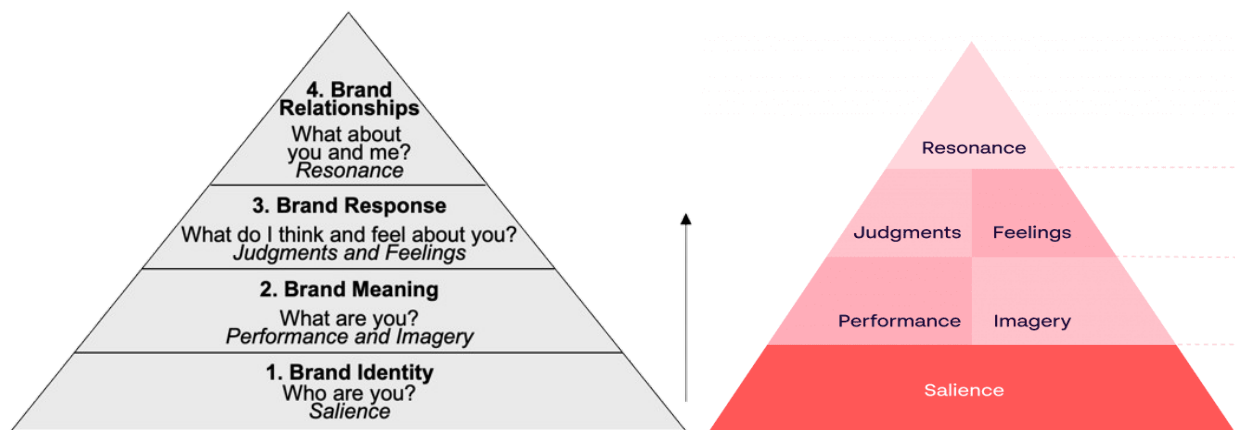 4. Brand
Relationships
What about
you and me?
Resonance
3. Brand Response
What do I think and feel about you?
Judgments and Feelings
2. Brand Meaning
What are you?
Performance and Imagery
1. Brand Identity
Who are you?
Salience
Resonance
Judgments
Feelings
Performance
Imagery
Salience